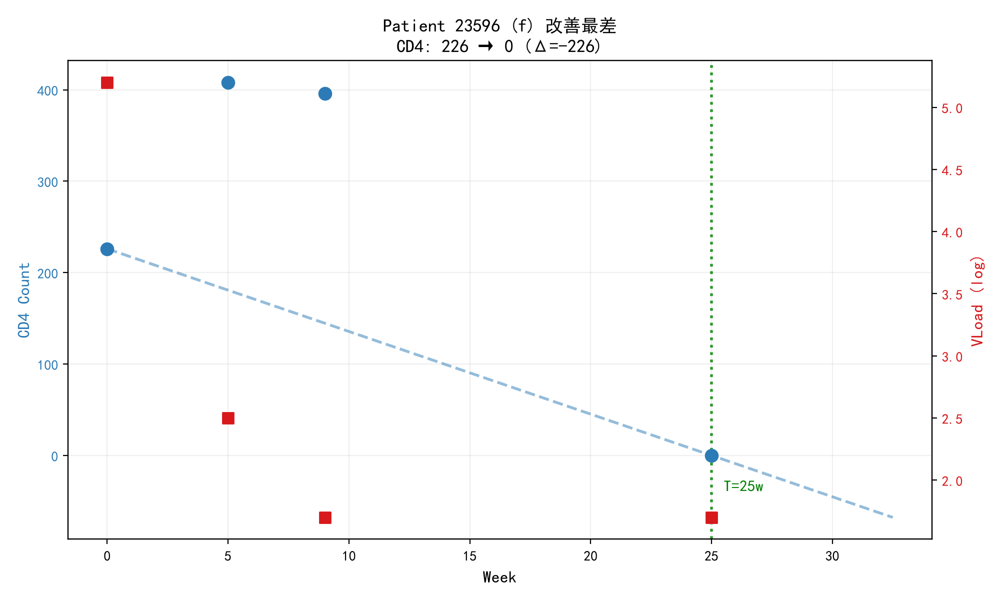 Patient 23596 (f) 改善最差
CD4: 226 → 0 (Δ=−226)
400
300
200
100
0
CD4 Count
5.0
4.5
4.0
3.5
3.0
2.5
2.0
VLoad (log)
T=25w
0 5 10 15 20 25 30
Week